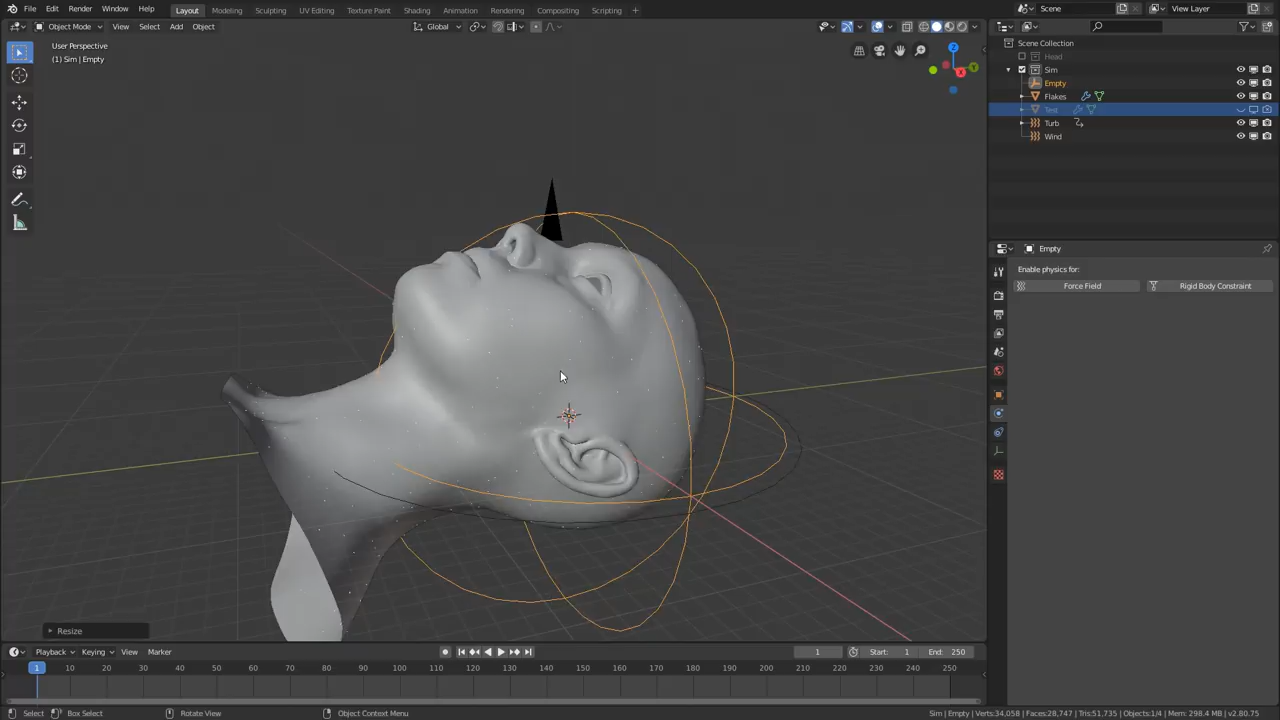 File Edit Render Window Help Layout Modeling Sculpting UV Editing Texture Paint Shading Animation Rendering Compositing Scripting + Scene View Layer
Object Mode View Select Add Object Global
User Perspective
(1) Sim | Empty
Scene Collection
Head
Sim
Empty
Flakes
Test
Turb
Wind
Empty
Enable physics for:
Force Field Rigid Body Constraint
X
Y
Z
Resize
Playback Keying View Marker 1 Start: 1 End: 250
1 10 20 30 40 50 60 70 80 90 100 110 120 130 140 150 160 170 180 190 200 210 220 230 240 250
Select Box Select Rotate View Object Context Menu Sim | Empty | Verts:34,058 | Faces:28,747 | Tris:51,735 | Objects:1/4 | Mem: 298.4 MB | v2.80.75